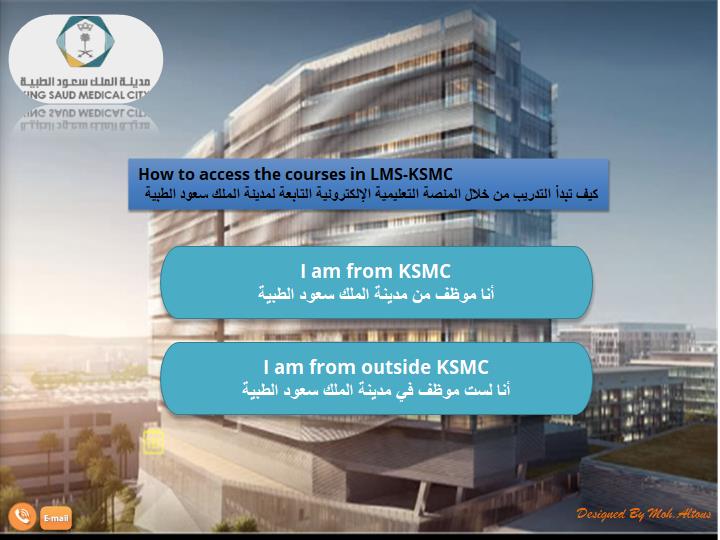 مدينة الملك سعود الطبية
KING SAUD MEDICAL CITY
How to access the courses in LMS-KSMC
كيف تبدأ التدريب من خلال المنصة التعليمية الإلكترونية التابعة لمدينة الملك سعود الطبية
I am from KSMC
أنا موظف من مدينة الملك سعود الطبية
I am from outside KSMC
أنا لست موظف في مدينة الملك سعود الطبية
E-mail
Designed By Moh.Altous